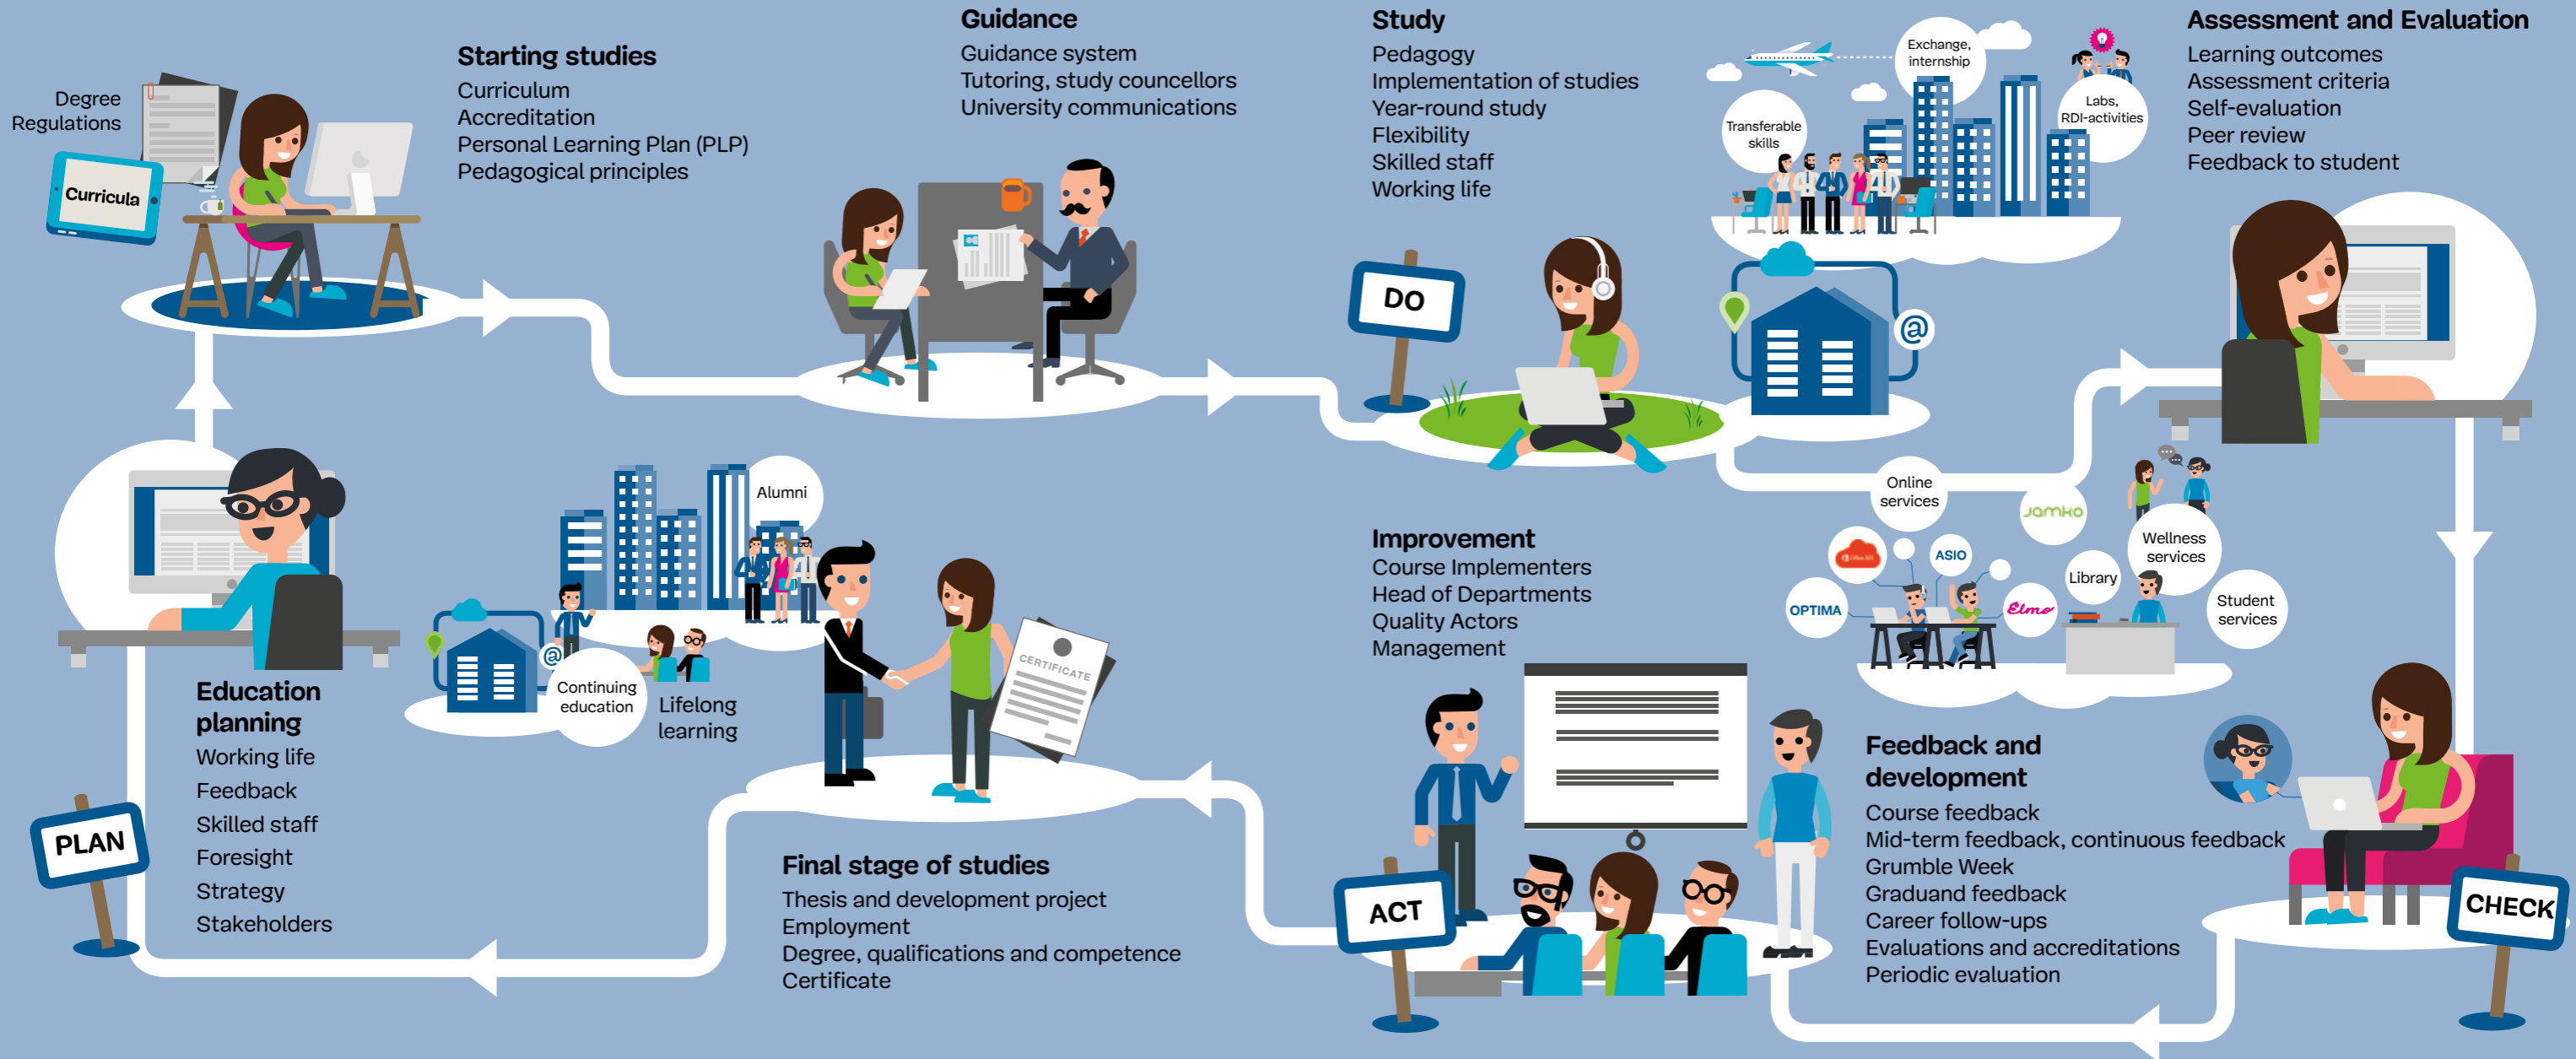 Degree
Regulations
Curricula
Starting studies
Curriculum
Accreditation
Personal Learning Plan (PLP)
Pedagogical principles
Guidance
Guidance system
Tutoring, study councellors
University communications
Study
Pedagogy
Implementation of studies
Year-round study
Flexibility
Skilled staff
Working life
DO
Exchange,
internship
Transferable
skills
Labs,
RDI-activities
@
Assessment and Evaluation
Learning outcomes
Assessment criteria
Self-evaluation
Peer review
Feedback to student
Online
services
Jamko
Wellness
services
Office 365
ASIO
OPTIMA
Elmo
Library
Student
services
Feedback and
development
Course feedback
Mid-term feedback, continuous feedback
Grumble Week
Graduand feedback
Career follow-ups
Evaluations and accreditations
Periodic evaluation
CHECK
Improvement
Course Implementers
Head of Departments
Quality Actors
Management
ACT
Alumni
@
Continuing
education
Lifelong
learning
CERTIFICATE
Final stage of studies
Thesis and development project
Employment
Degree, qualifications and competence
Certificate
Education
planning
Working life
Feedback
Skilled staff
Foresight
Strategy
Stakeholders
PLAN